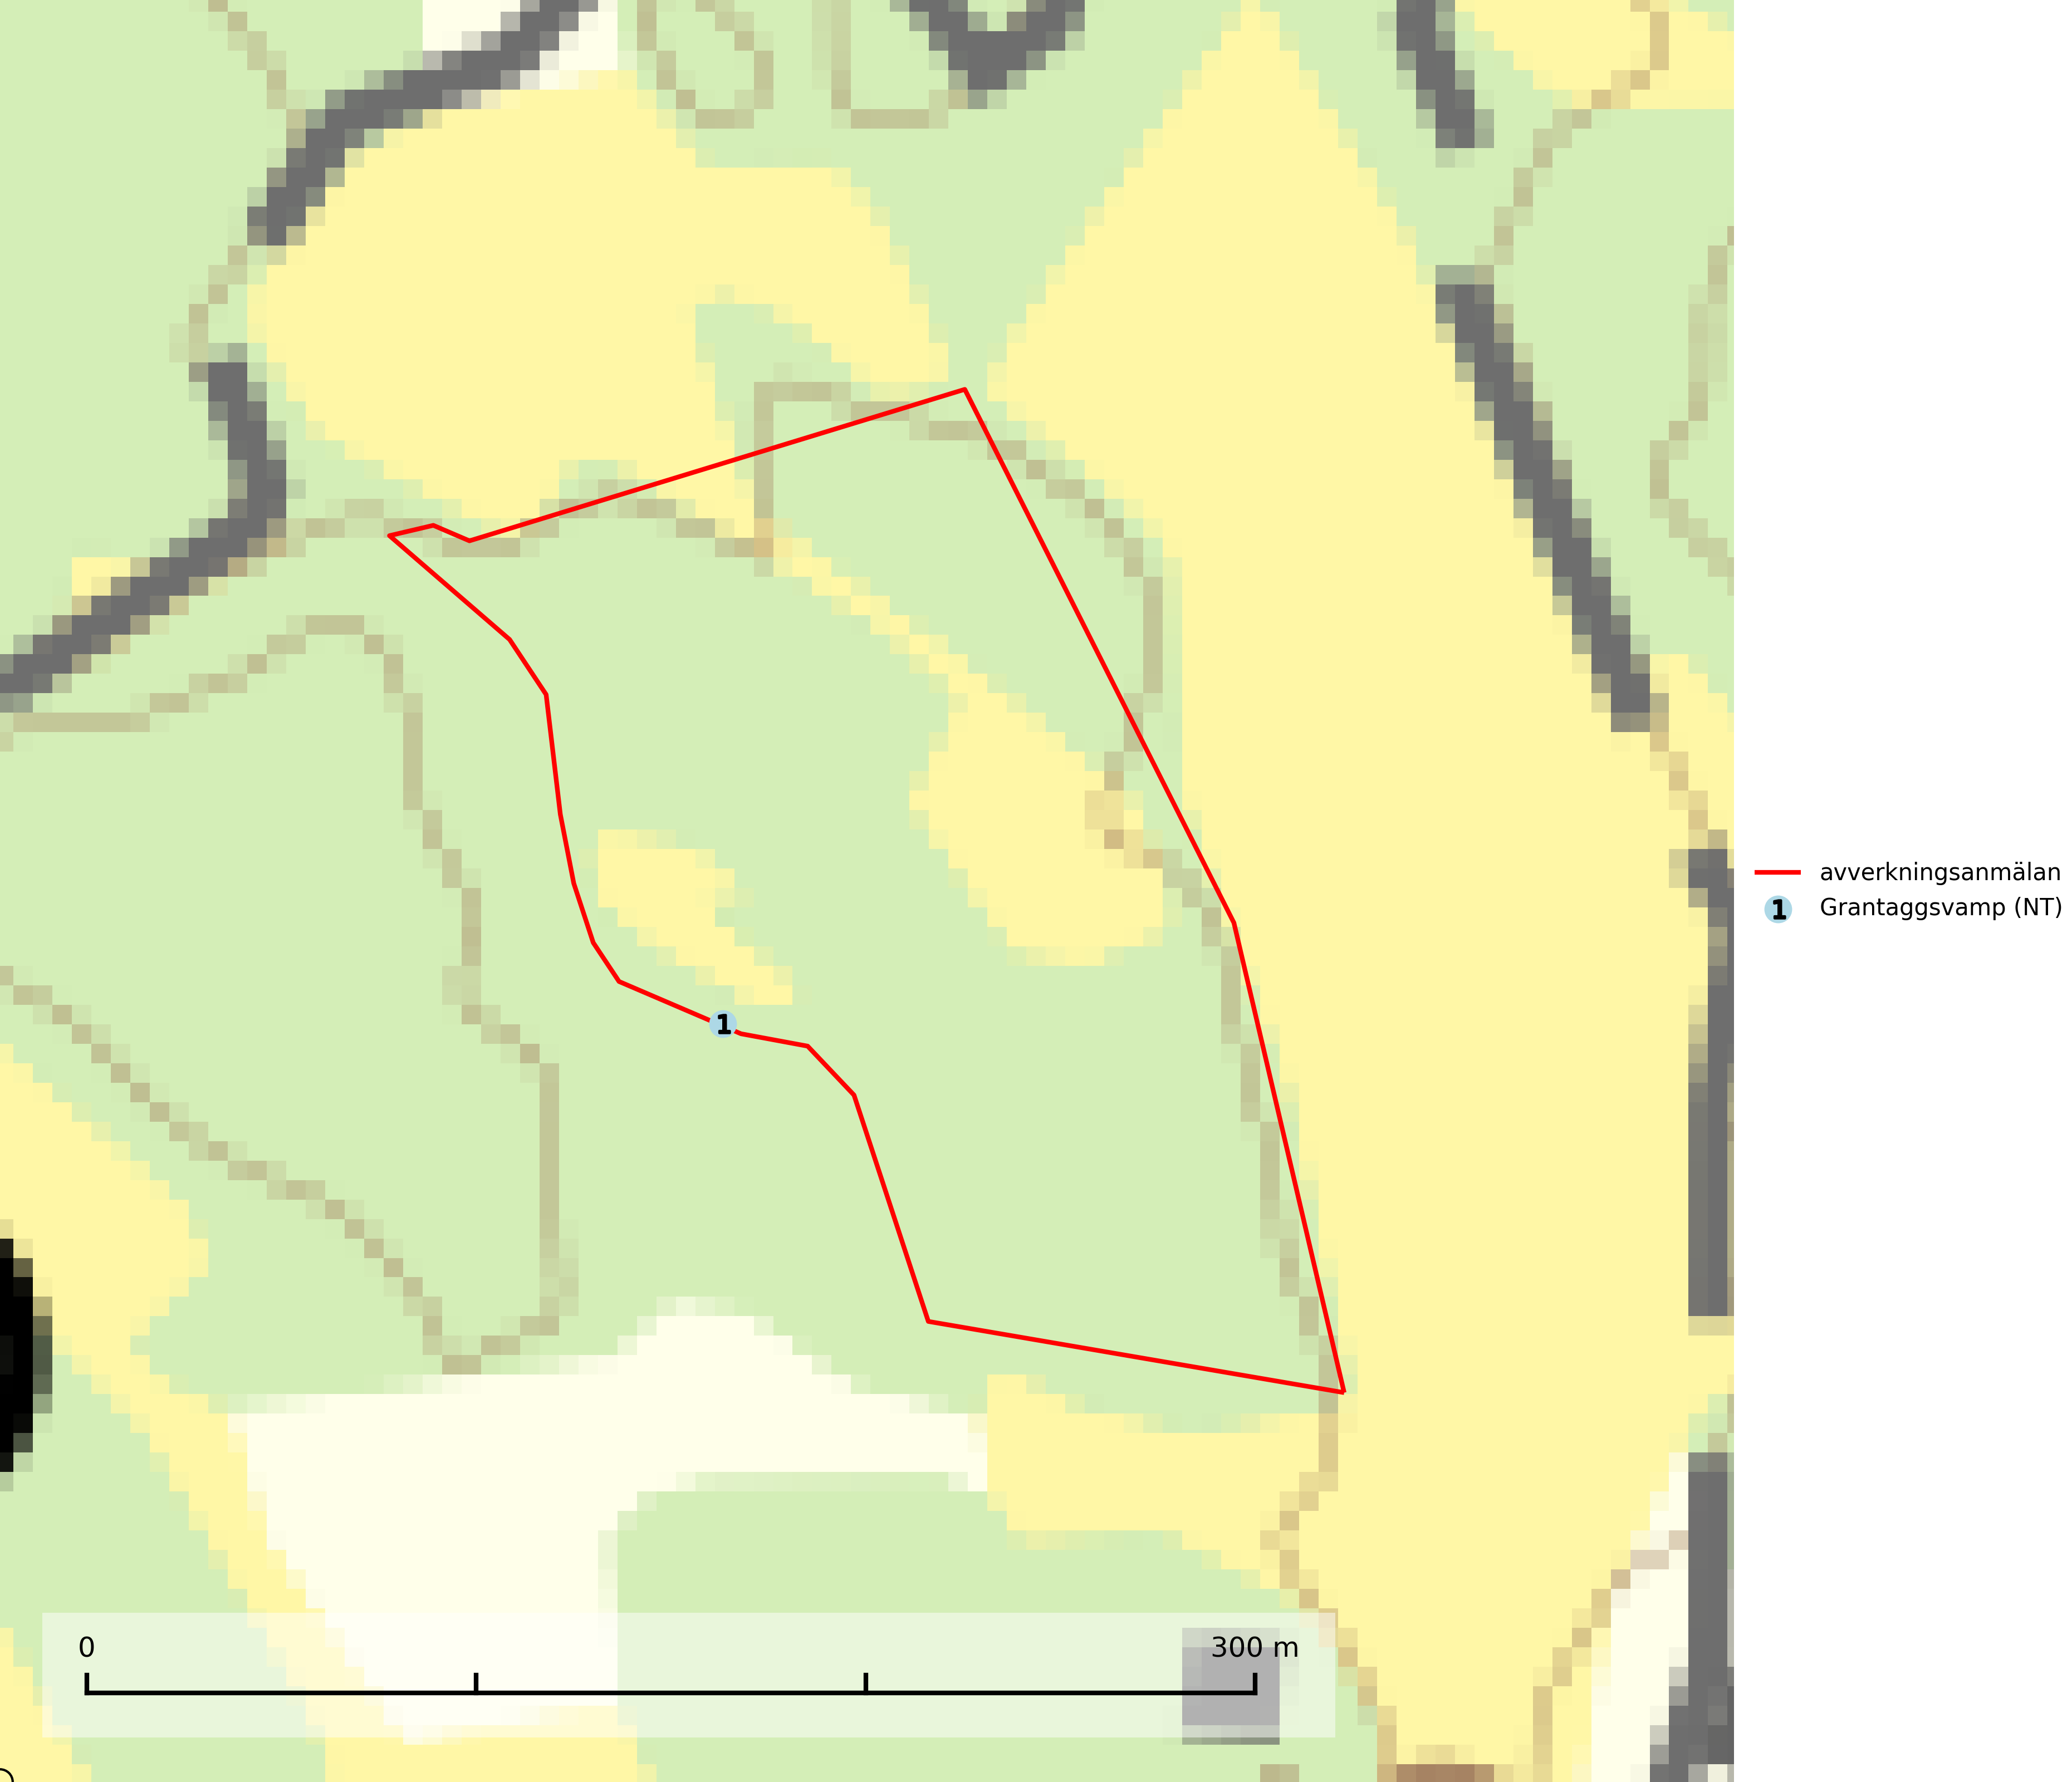 avverkningsanmälan
1 Grantaggsvamp (NT)
1
0 300 m